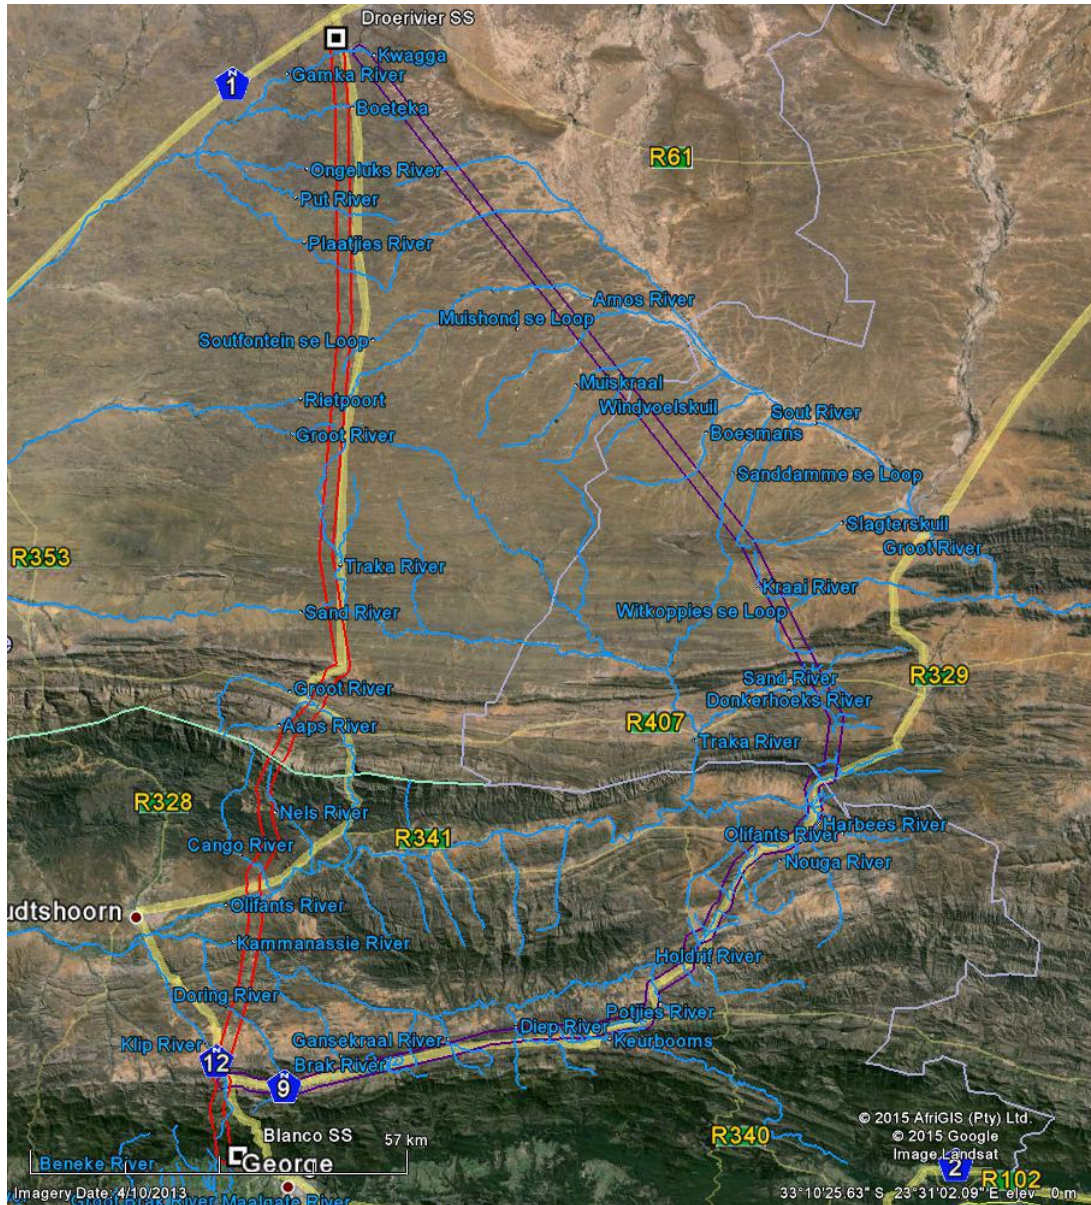 Droerivier SS
Kwagga
Gamka River
1
Boeteka
R61
Ongeluks River
Put River
Plaatjies River
Amos River
Muishond se Loop
Soutfontein se Loop
Muiskraal
Rietpoort
Windvoelskuil
Sout River
Groot River
Boesmans
Sanddamme se Loop
Slagterskuil
Groot River
R353
Traka River
Kraai River
Sand River
Witkoppies se Loop
Sand River
R329
Groot River
Donkerhoeks River
Aaps River
R407
Traka River
R328
Nels River
Harbees River
R341
Olifants River
Cango River
Nouga River
udtshoorn
Olifants River
Kammanassie River
Holdrif River
Doring River
Potjies River
Diep River
Klip River
Gansekraal River
Keurbooms
N
12
Brak River
N
9
© 2015 AfriGIS (Pty) Ltd.
Blanco SS
57 km
© 2015 Google
R340
Image Landsat
Beneke River
George
N
2
R102
Imagery Date: 4/10/2013
Groot Brak River
Maalgate River
33°10'25.63" S 23°31'02.09" E elev 0 m